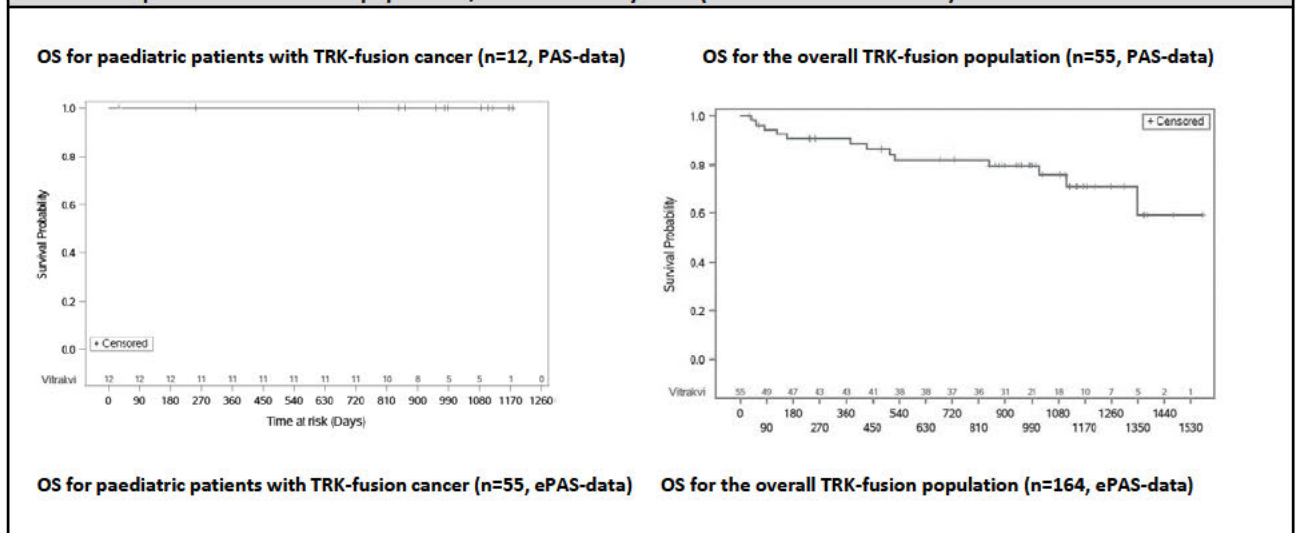 OS for paediatric patients with TRK-fusion cancer (n=12, PAS-data)
1.0
0.8
0.6
0.4
0.2
0.0
Survival Probability
+ Censored
Vitrakvi 12 12 12 11 11 11 11 11 11 10 8 5 5 1 0
0 90 180 270 360 450 540 630 720 810 900 990 1080 1170 1260
Time at risk (Days)
OS for the overall TRK-fusion population (n=55, PAS-data)
+ Censored
1.0
0.8
0.6
0.4
0.2
0.0
Survival Probability
Vitrakvi 55 49 47 43 43 41 38 38 37 36 31 21 18 10 7 5 2 1
0 180 360 540 720 900 1080 1260 1440
90 270 450 630 810 990 1170 1350 1530
OS for paediatric patients with TRK-fusion cancer (n=55, ePAS-data)
OS for the overall TRK-fusion population (n=164, ePAS-data)